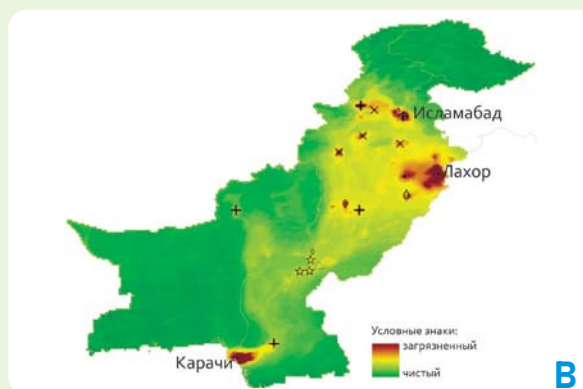 Исламабад
Лахор
Карачи
Условные знаки:
загрязненный
чистый
В